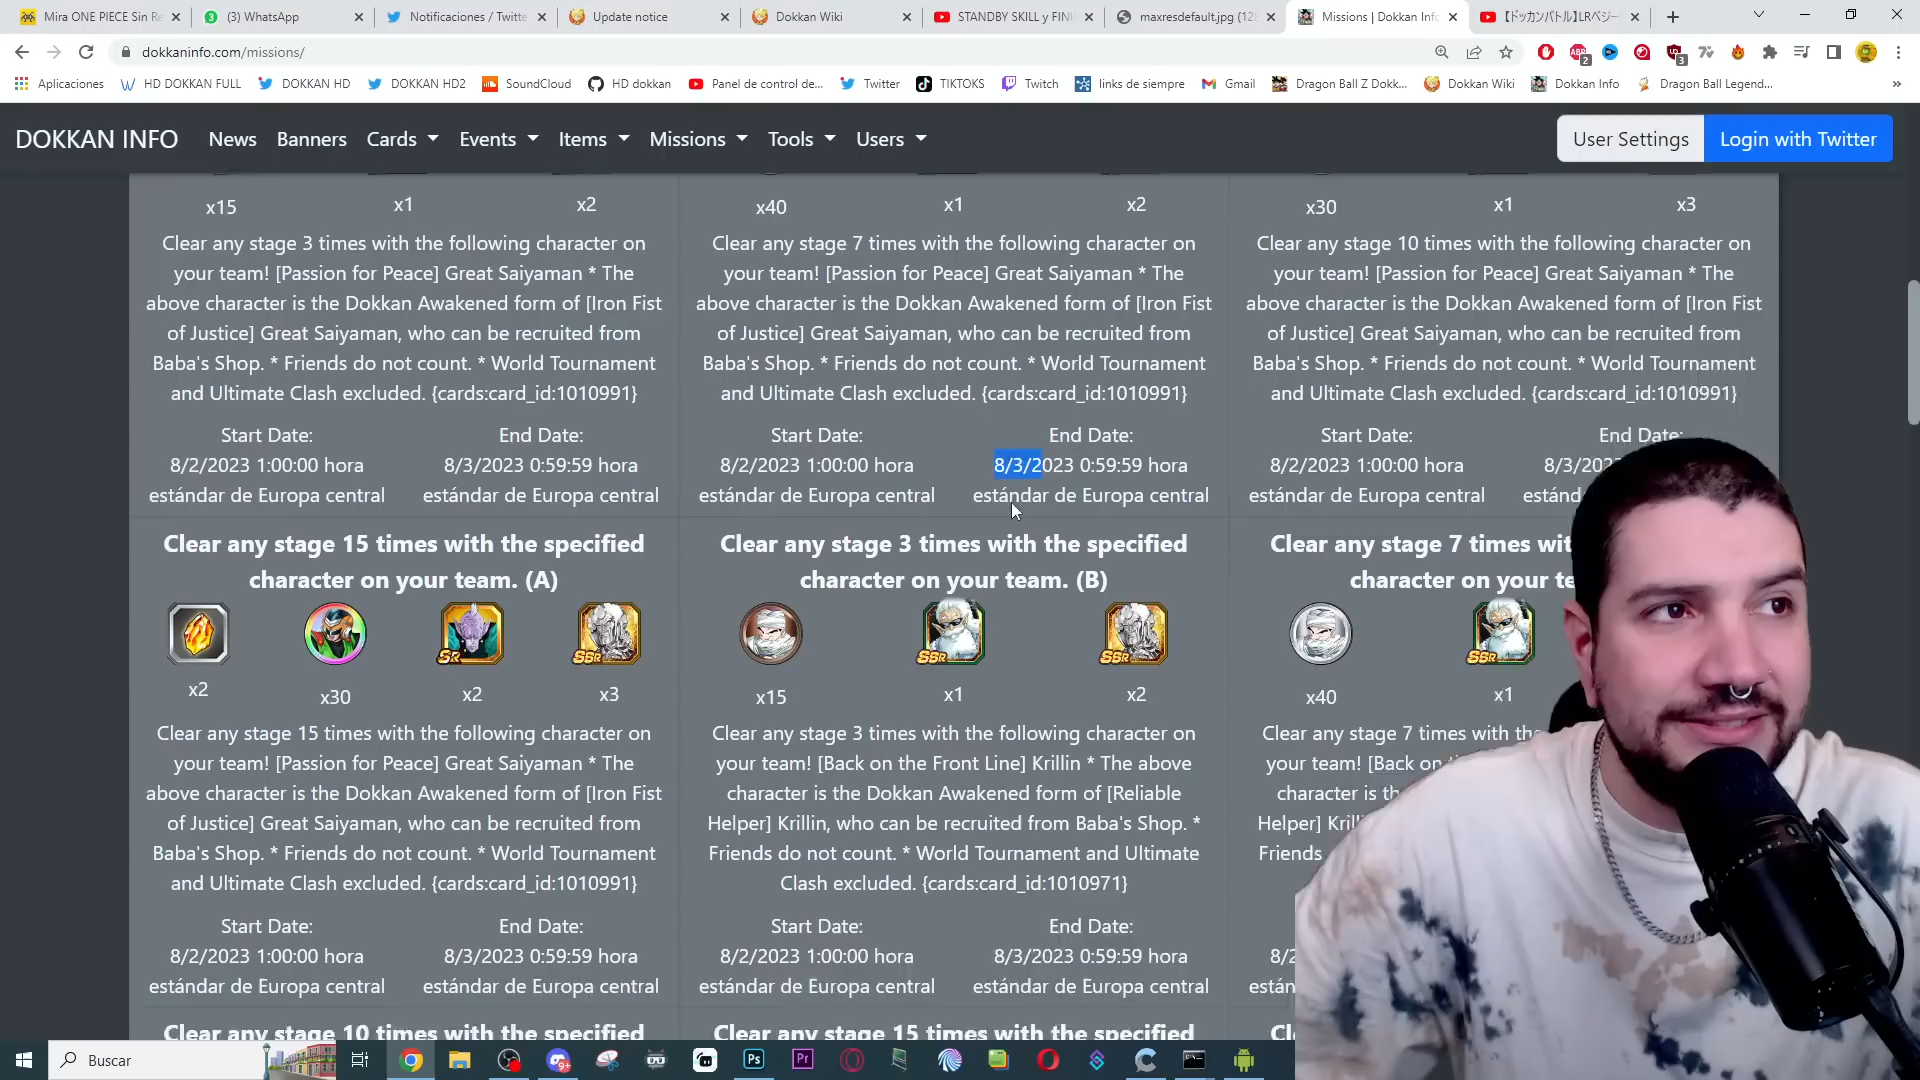 Mira ONE PIECE Sin Re
(3) WhatsApp
Notificaciones / Twitte
Update notice
Dokkan Wiki
STANDBY SKILL y FINI
maxresdefault.jpg (128
Missions | Dokkan Info
【ドッカンバトル】LRベジー
dokkaninfo.com/missions/
Aplicaciones
HD DOKKAN FULL
DOKKAN HD
DOKKAN HD2
SoundCloud
HD dokkan
Panel de control de...
Twitter
TIKTOKS
Twitch
links de siempre
Gmail
Dragon Ball Z Dokk...
Dokkan Wiki
Dokkan Info
Dragon Ball Legend...
DOKKAN INFO
News
Banners
Cards
Events
Items
Missions
Tools
Users
User Settings
Login with Twitter
x15 x1 x2
Clear any stage 3 times with the following character on
your team! [Passion for Peace] Great Saiyaman * The
above character is the Dokkan Awakened form of [Iron Fist
of Justice] Great Saiyaman, who can be recruited from
Baba's Shop. * Friends do not count. * World Tournament
and Ultimate Clash excluded. {cards:card_id:1010991}
Start Date:
8/2/2023 1:00:00 hora
estándar de Europa central
End Date:
8/3/2023 0:59:59 hora
estándar de Europa central
x40 x1 x2
Clear any stage 7 times with the following character on
your team! [Passion for Peace] Great Saiyaman * The
above character is the Dokkan Awakened form of [Iron Fist
of Justice] Great Saiyaman, who can be recruited from
Baba's Shop. * Friends do not count. * World Tournament
and Ultimate Clash excluded. {cards:card_id:1010991}
Start Date:
8/2/2023 1:00:00 hora
estándar de Europa central
End Date:
8/3/2023 0:59:59 hora
estándar de Europa central
x30 x1 x3
Clear any stage 10 times with the following character on
your team! [Passion for Peace] Great Saiyaman * The
above character is the Dokkan Awakened form of [Iron Fist
of Justice] Great Saiyaman, who can be recruited from
Baba's Shop. * Friends do not count. * World Tournament
and Ultimate Clash excluded. {cards:card_id:1010991}
Start Date:
8/2/2023 1:00:00 hora
estándar de Europa central
End Date:
8/3/202
están
Clear any stage 15 times with the specified
character on your team. (A)
SR SSR
x2 x30 x2 x3
Clear any stage 15 times with the following character on
your team! [Passion for Peace] Great Saiyaman * The
above character is the Dokkan Awakened form of [Iron Fist
of Justice] Great Saiyaman, who can be recruited from
Baba's Shop. * Friends do not count. * World Tournament
and Ultimate Clash excluded. {cards:card_id:1010991}
Start Date:
8/2/2023 1:00:00 hora
estándar de Europa central
End Date:
8/3/2023 0:59:59 hora
estándar de Europa central
Clear any stage 3 times with the specified
character on your team. (B)
SSR SSR
x15 x1 x2
Clear any stage 3 times with the following character on
your team! [Back on the Front Line] Krillin * The above
character is the Dokkan Awakened form of [Reliable
Helper] Krillin, who can be recruited from Baba's Shop. *
Friends do not count. * World Tournament and Ultimate
Clash excluded. {cards:card_id:1010971}
Start Date:
8/2/2023 1:00:00 hora
estándar de Europa central
End Date:
8/3/2023 0:59:59 hora
estándar de Europa central
Clear any stage 7 times wit
character on your te
SSR
x40 x1
Clear any stage 7 times with the
your team! [Back on
character is th
Helper] Kril
Friends
8/2
están
Clear any stage 10 times with the specified
Clear any stage 15 times with the specified
Buscar
Ps
Pr